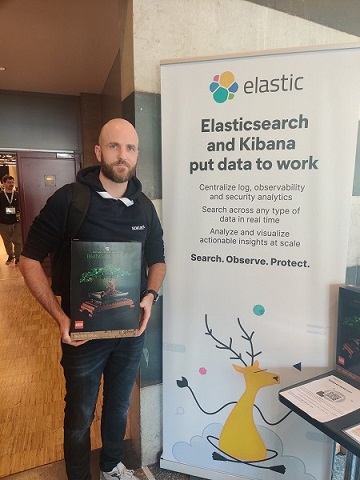 elastic
Elasticsearch
and Kibana
put data to work
Centralize log, observability
and security analytics
Search across any type
of data in real time
Analyze and visualize
actionable insights at scale
Search. Observe. Protect.
LEGO